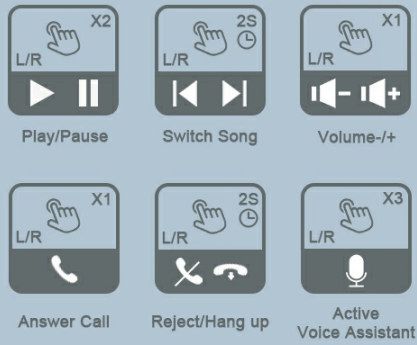 X2
L/R
Play/Pause
2S
L/R
Switch Song
X1
L/R
Volume-/+
X1
L/R
Answer Call
2S
L/R
Reject/Hang up
X3
L/R
Active
Voice Assistant